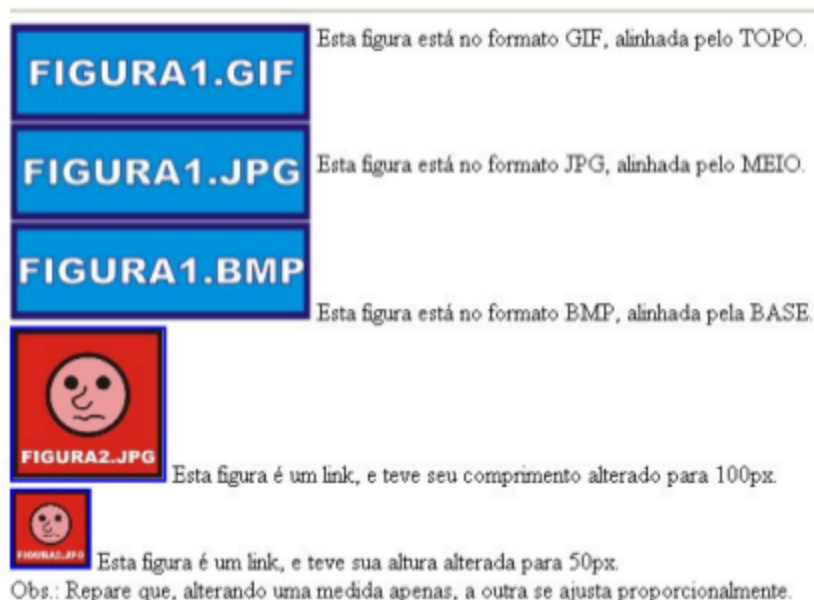 FIGURA1.GIF Esta figura está no formato GIF, alinhada pelo TOPO.
FIGURA1.JPG Esta figura está no formato JPG, alinhada pelo MEIO.
FIGURA1.BMP Esta figura está no formato BMP, alinhada pela BASE.
FIGURA2.JPG Esta figura é um link, e teve seu comprimento alterado para 100px.
FIGURA2.JPG Esta figura é um link, e teve sua altura alterada para 50px.
Obs.: Repare que, alterando uma medida apenas, a outra se ajusta proporcionalmente.